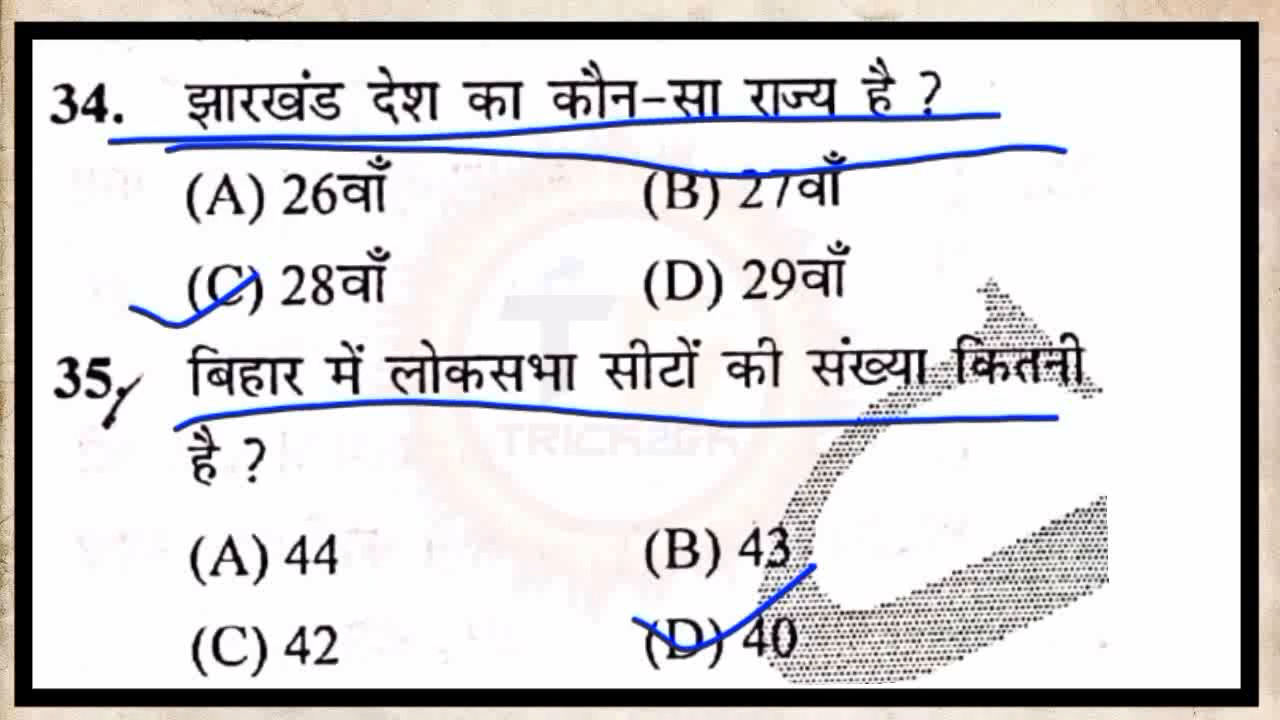 34. झारखंड देश का कौन-सा राज्य है ?
(A) 26वाँ (B) 27वाँ
(C) 28वाँ (D) 29वाँ
35, बिहार में लोकसभा सीटों की संख्या कितनी
है ?
(A) 44 (B) 43
(C) 42 (D) 40